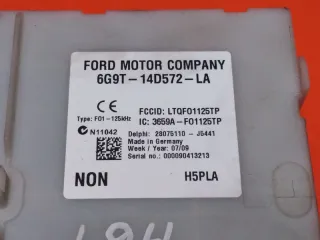 FORD MOTOR COMPANY
6G9T-14D572-LA
CE
FCCID: LTQFO1125TP
Type: FO1-125kHz
IC: 3659A-FO1125TP
N11042
Delphi: 28075110 - J5441
Made in Germany
Week / Year: 07/09
Serial no: 000090413213
NON
H5PLA